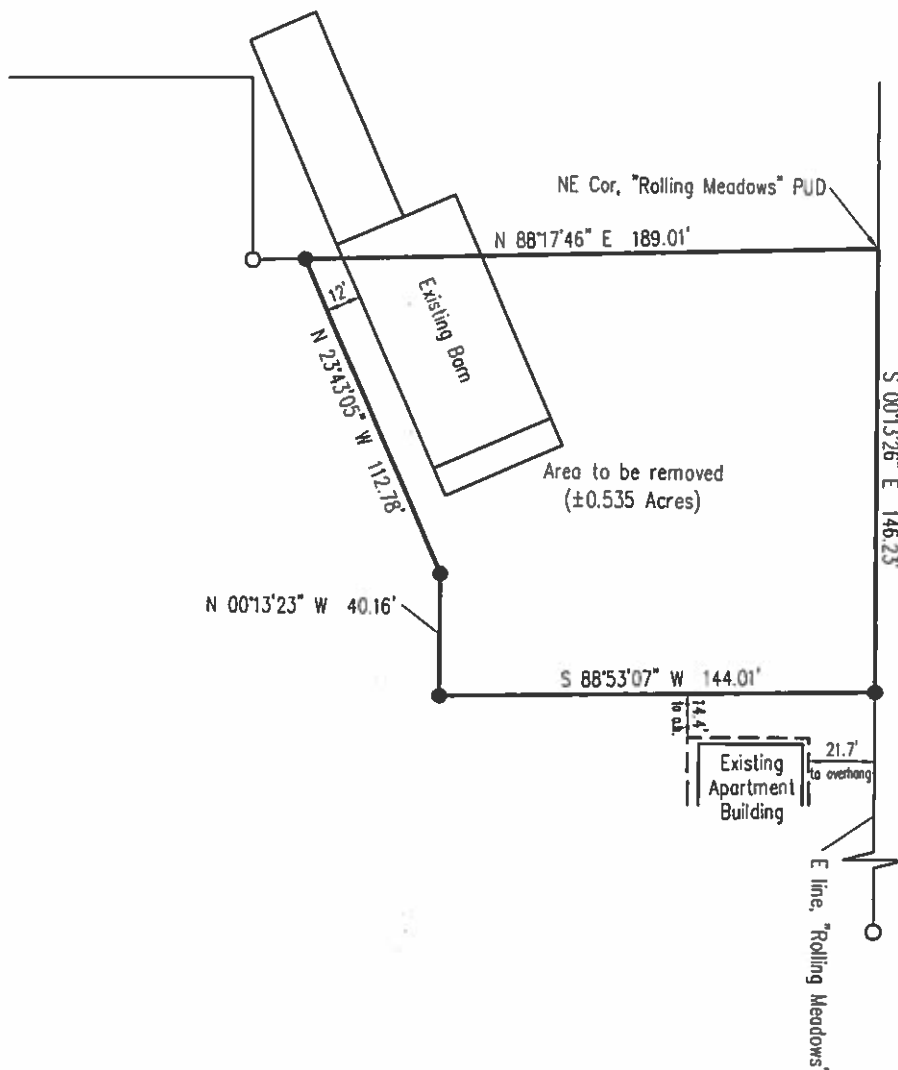 NE Cor, "Rolling Meadows" PUD
N 88°17'46" E 189.01'
12'
Existing Barn
N 23°43'05" W 112.78'
S 00°13'26" E 146.23'
Area to be removed
(±0.535 Acres)
N 00°13'23" W 40.16'
S 88°53'07" W 144.01'
14.4'
to o.h.
21.7'
to overhang
Existing
Apartment
Building
E line, "Rolling Meadows"